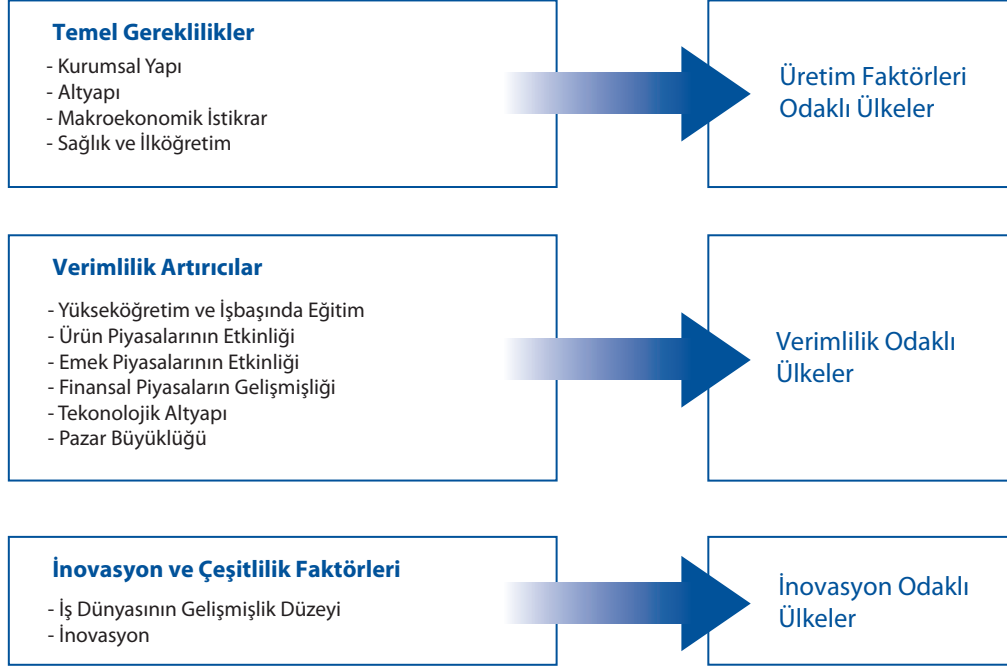 Temel Gereklilikler
- Kurumsal Yapı
- Altyapı
- Makroekonomik İstikrar
- Sağlık ve İlköğretim
Üretim Faktörleri
Odaklı Ülkeler
Verimlilik Artırıcılar
- Yükseköğretim ve İşbaşında Eğitim
- Ürün Piyasalarının Etkinliği
- Emek Piyasalarının Etkinliği
- Finansal Piyasaların Gelişmişliği
- Tekonolojik Altyapı
- Pazar Büyüklüğü
Verimlilik Odaklı
Ülkeler
İnovasyon ve Çeşitlilik Faktörleri
- İş Dünyasının Gelişmişlik Düzeyi
- İnovasyon
İnovasyon Odaklı
Ülkeler